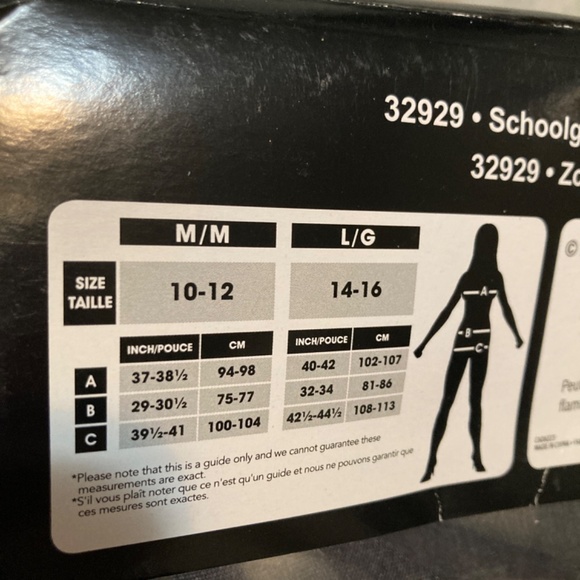 32929 • Schoolg
32929 • Zo
M/M L/G
SIZE
TAILLE
10-12 14-16
INCH/POUCE CM INCH/POUCE CM
A 37-38½ 94-98 40-42 102-107
B 29-30½ 75-77 32-34 81-86
C 39½-41 100-104 42½-44½ 108-113
*Please note that this is a guide only and we cannot guarantee these
measurements are exact.
*S'il vous plaît noter que ce n'est qu'un guide et nous ne pouvons garantir que
ces mesures sont exactes.
-A-
-B-
C-
©